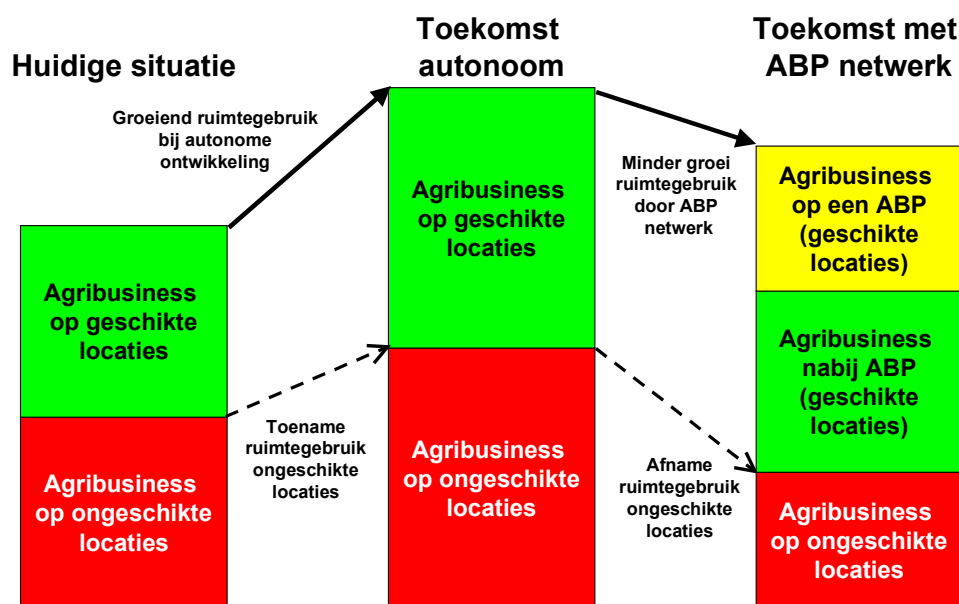 Huidige situatie
Toekomst
autonoom
Toekomst met
ABP netwerk
Groeiend ruimtegebruik
bij autonome
ontwikkeling
Minder groei
ruimtegebruik
door ABP
netwerk
Agribusiness
op geschikte
locaties
Agribusiness
op ongeschikte
locaties
Toename
ruimtegebruik
ongeschikte
locaties
Agribusiness
op geschikte
locaties
Agribusiness
op ongeschikte
locaties
Afname
ruimtegebruik
ongeschikte
locaties
Agribusiness
op een ABP
(geschikte
locaties)
Agribusiness
nabij ABP
(geschikte
locaties)
Agribusiness
op ongeschikte
locaties